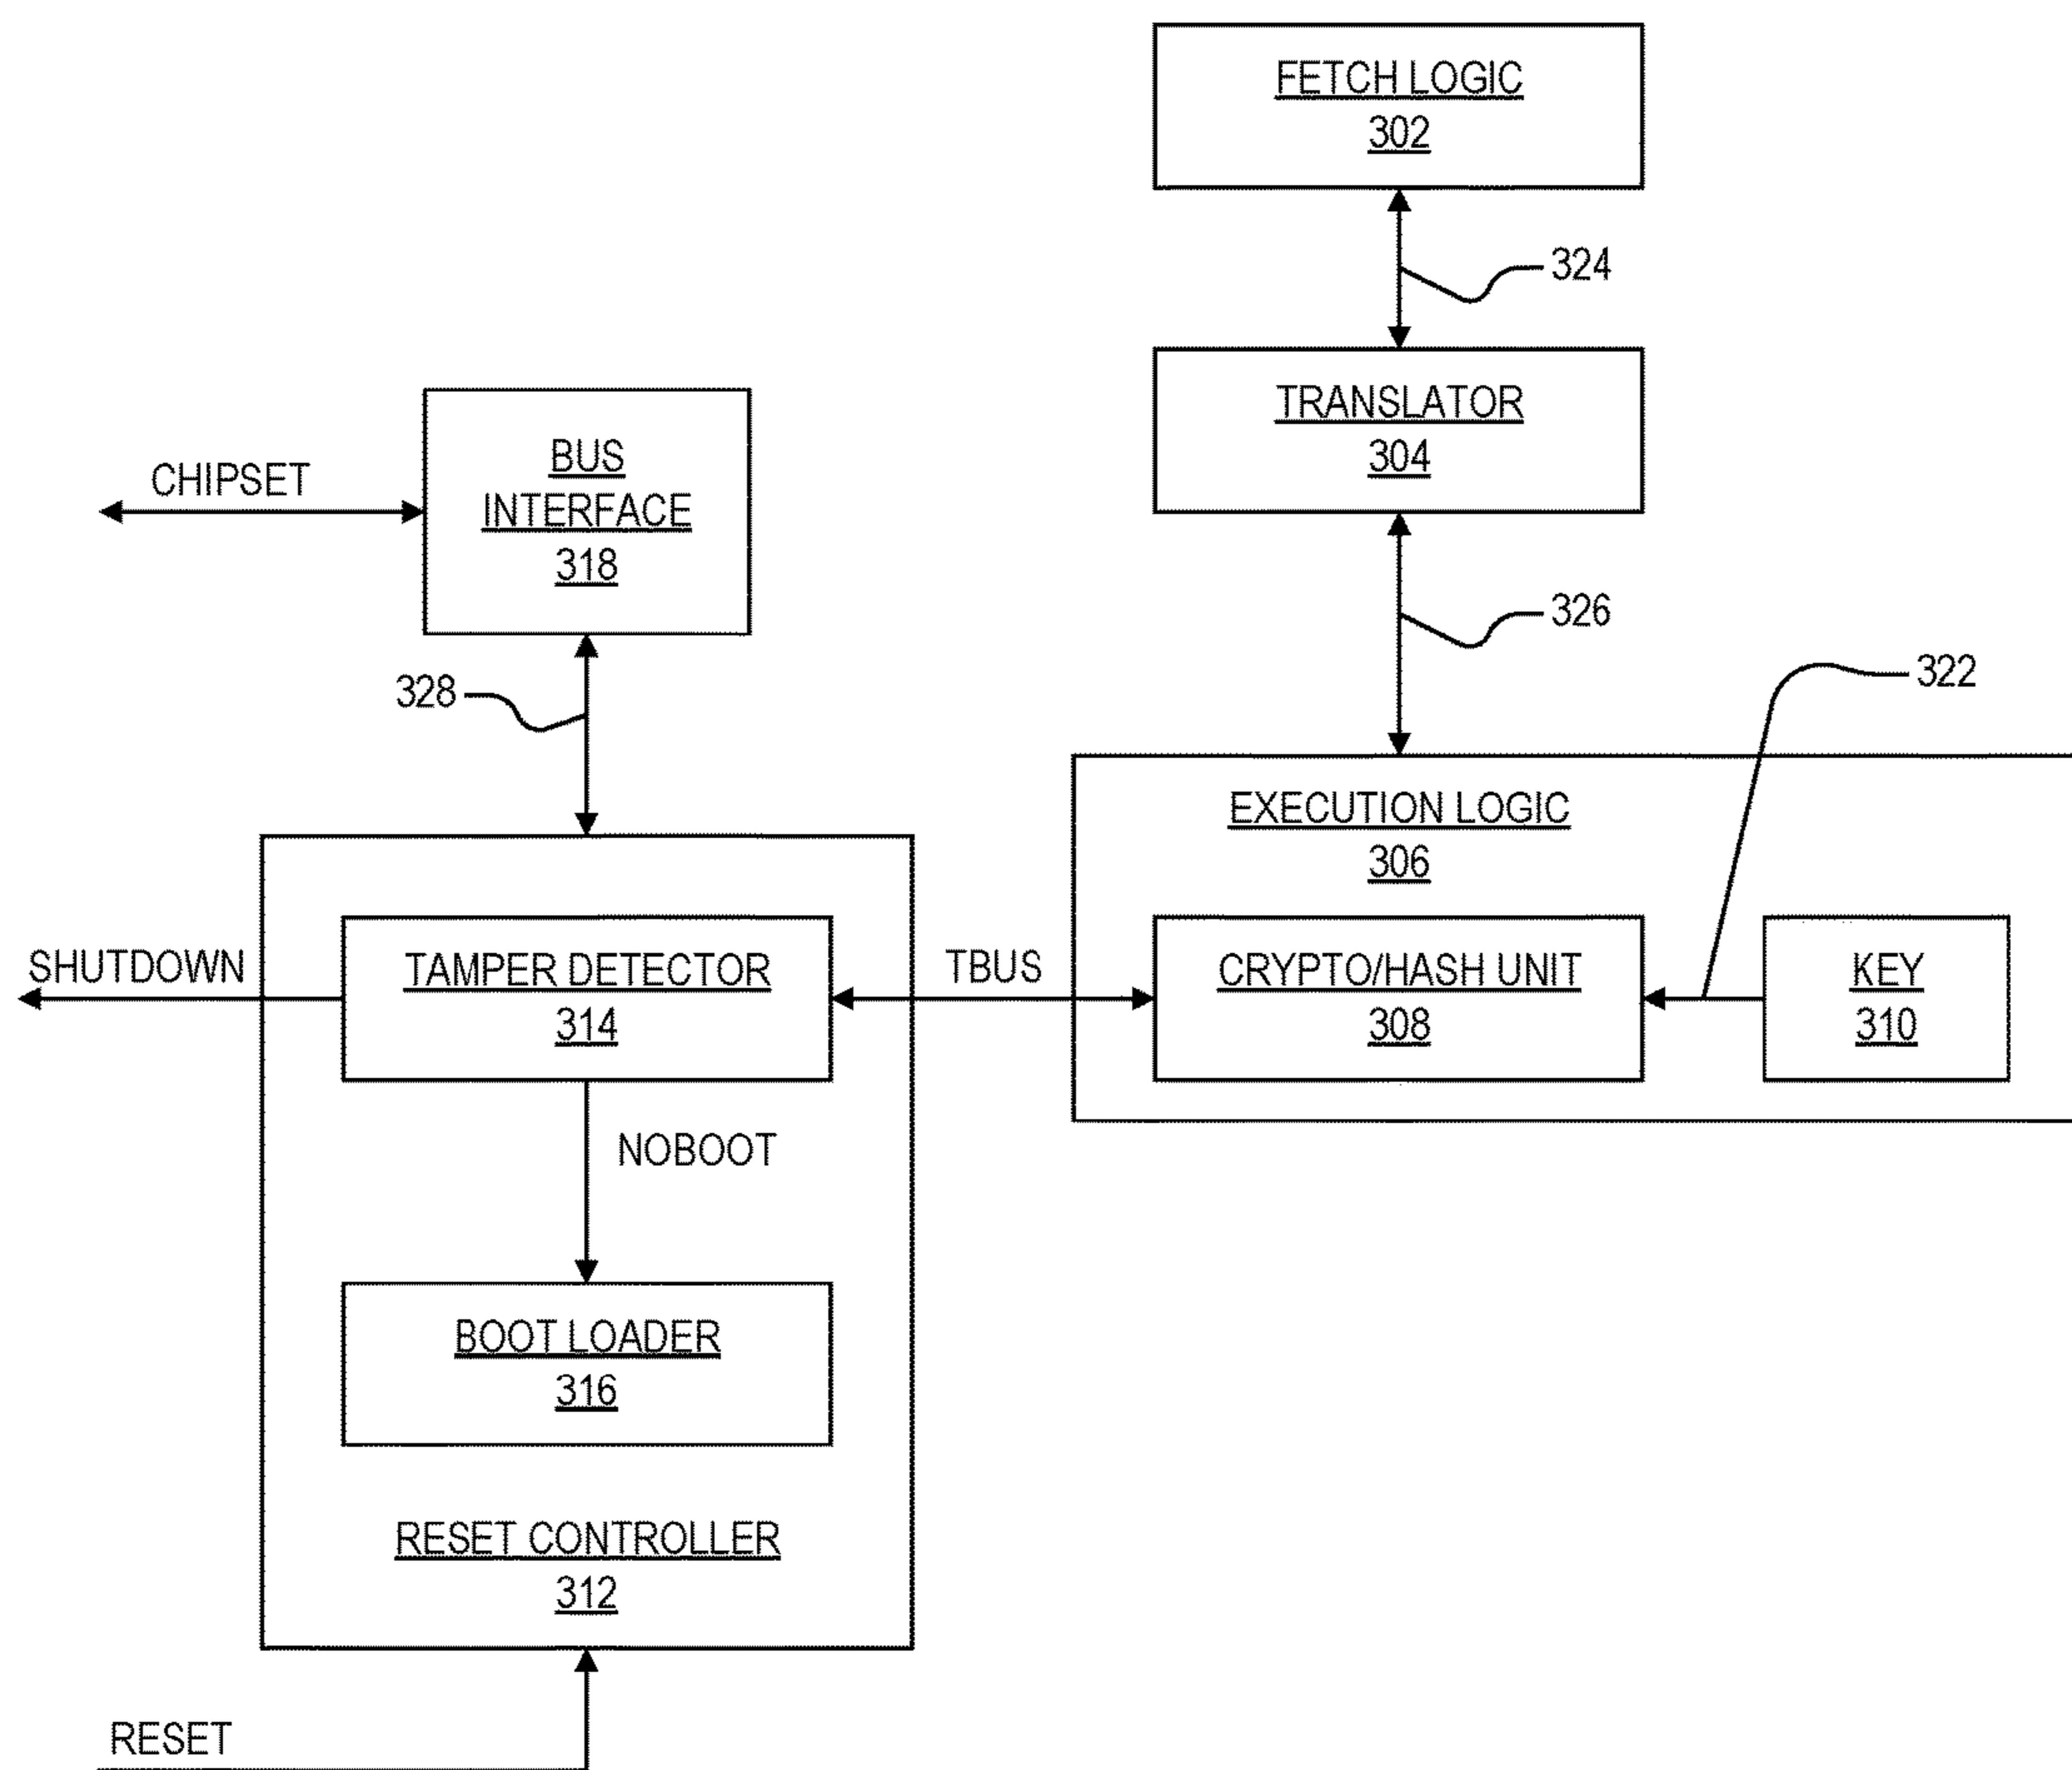 FETCH LOGIC
302
324
TRANSLATOR
304
CHIPSET
BUS
INTERFACE
318
326
328
322
EXECUTION LOGIC
306
SHUTDOWN
TAMPER DETECTOR
314
TBUS
CRYPTO/HASH UNIT
308
KEY
310
NOBOOT
BOOT LOADER
316
RESET CONTROLLER
312
RESET